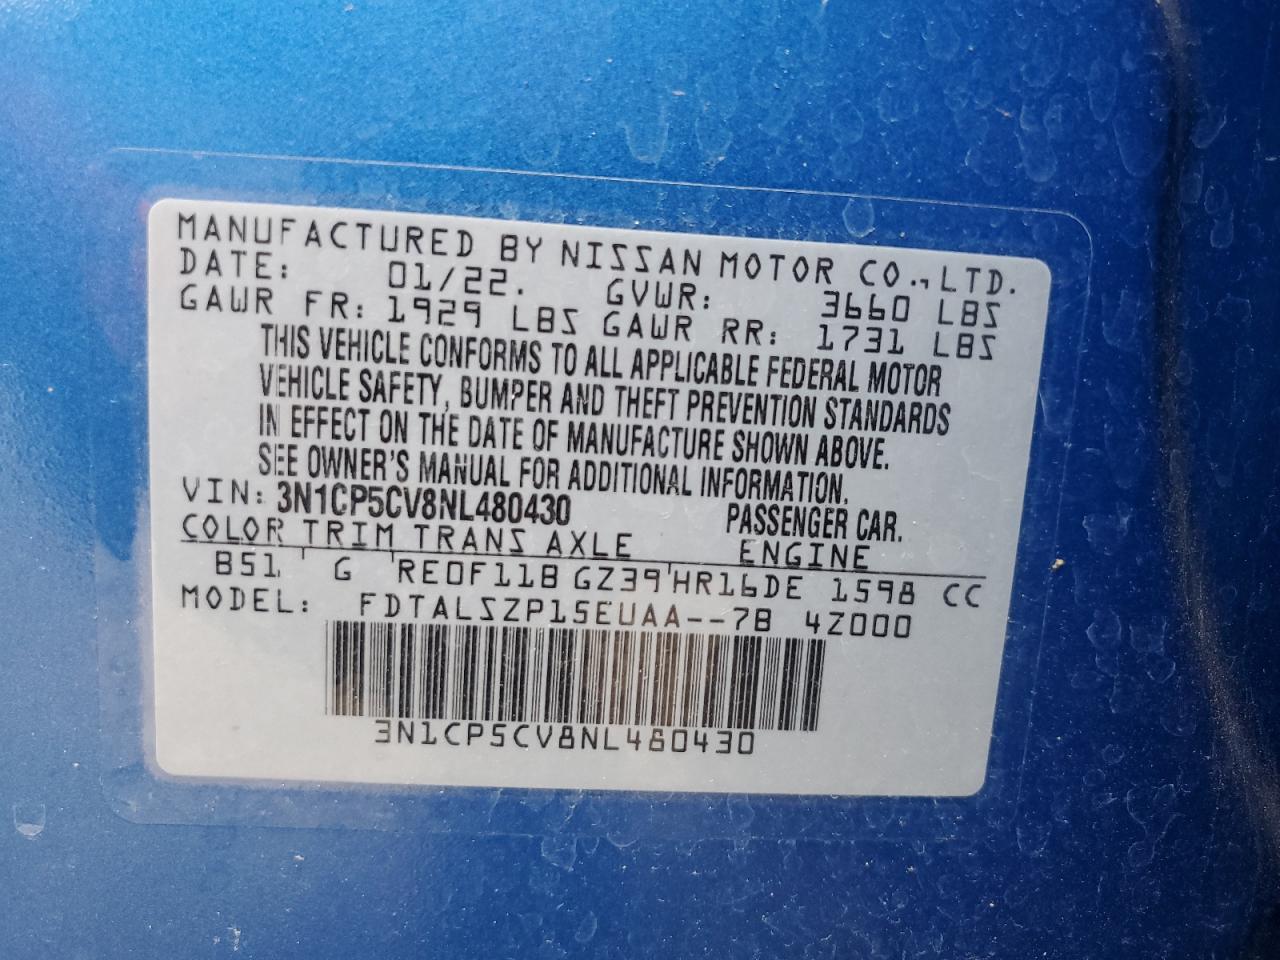 MANUFACTURED BY NISSAN MOTOR CO.,LTD.
DATE: 01/22. GVWR: 3660 LBS
GAWR FR: 1929 LBS GAWR RR: 1731 LBS
THIS VEHICLE CONFORMS TO ALL APPLICABLE FEDERAL MOTOR
VEHICLE SAFETY, BUMPER AND THEFT PREVENTION STANDARDS
IN EFFECT ON THE DATE OF MANUFACTURE SHOWN ABOVE.
SEE OWNER'S MANUAL FOR ADDITIONAL INFORMATION.
VIN: 3N1CP5CV8NL480430 PASSENGER CAR.
COLOR TRIM TRANS AXLE ENGINE
B51 G RE0F11B GZ39 HR16DE 1598 CC
MODEL: FDTALSZP15EUAA--7B 4Z000
3N1CP5CV8NL480430